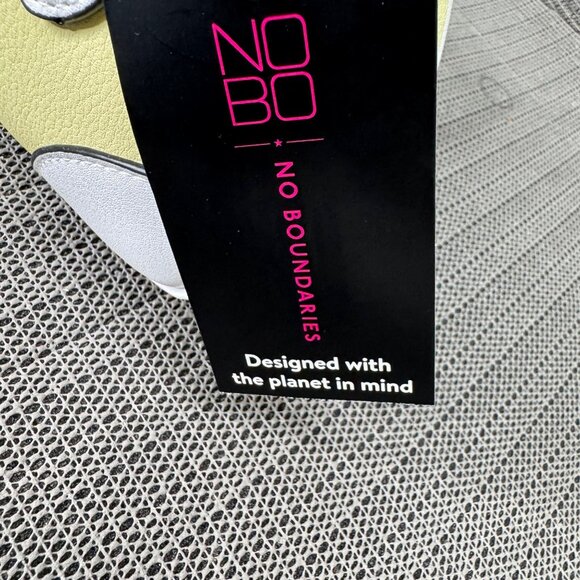 NO
BO
NO BOUNDARIES
Designed with
the planet in mind